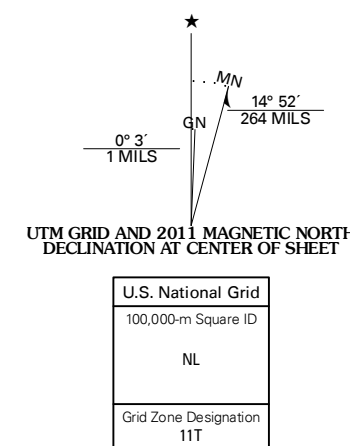 ★
MN
GN
14° 52´
264 MILS
0° 3´
1 MILS
UTM GRID AND 2011 MAGNETIC NORTH
DECLINATION AT CENTER OF SHEET
U.S. National Grid
100,000-m Square ID
NL
Grid Zone Designation
11T